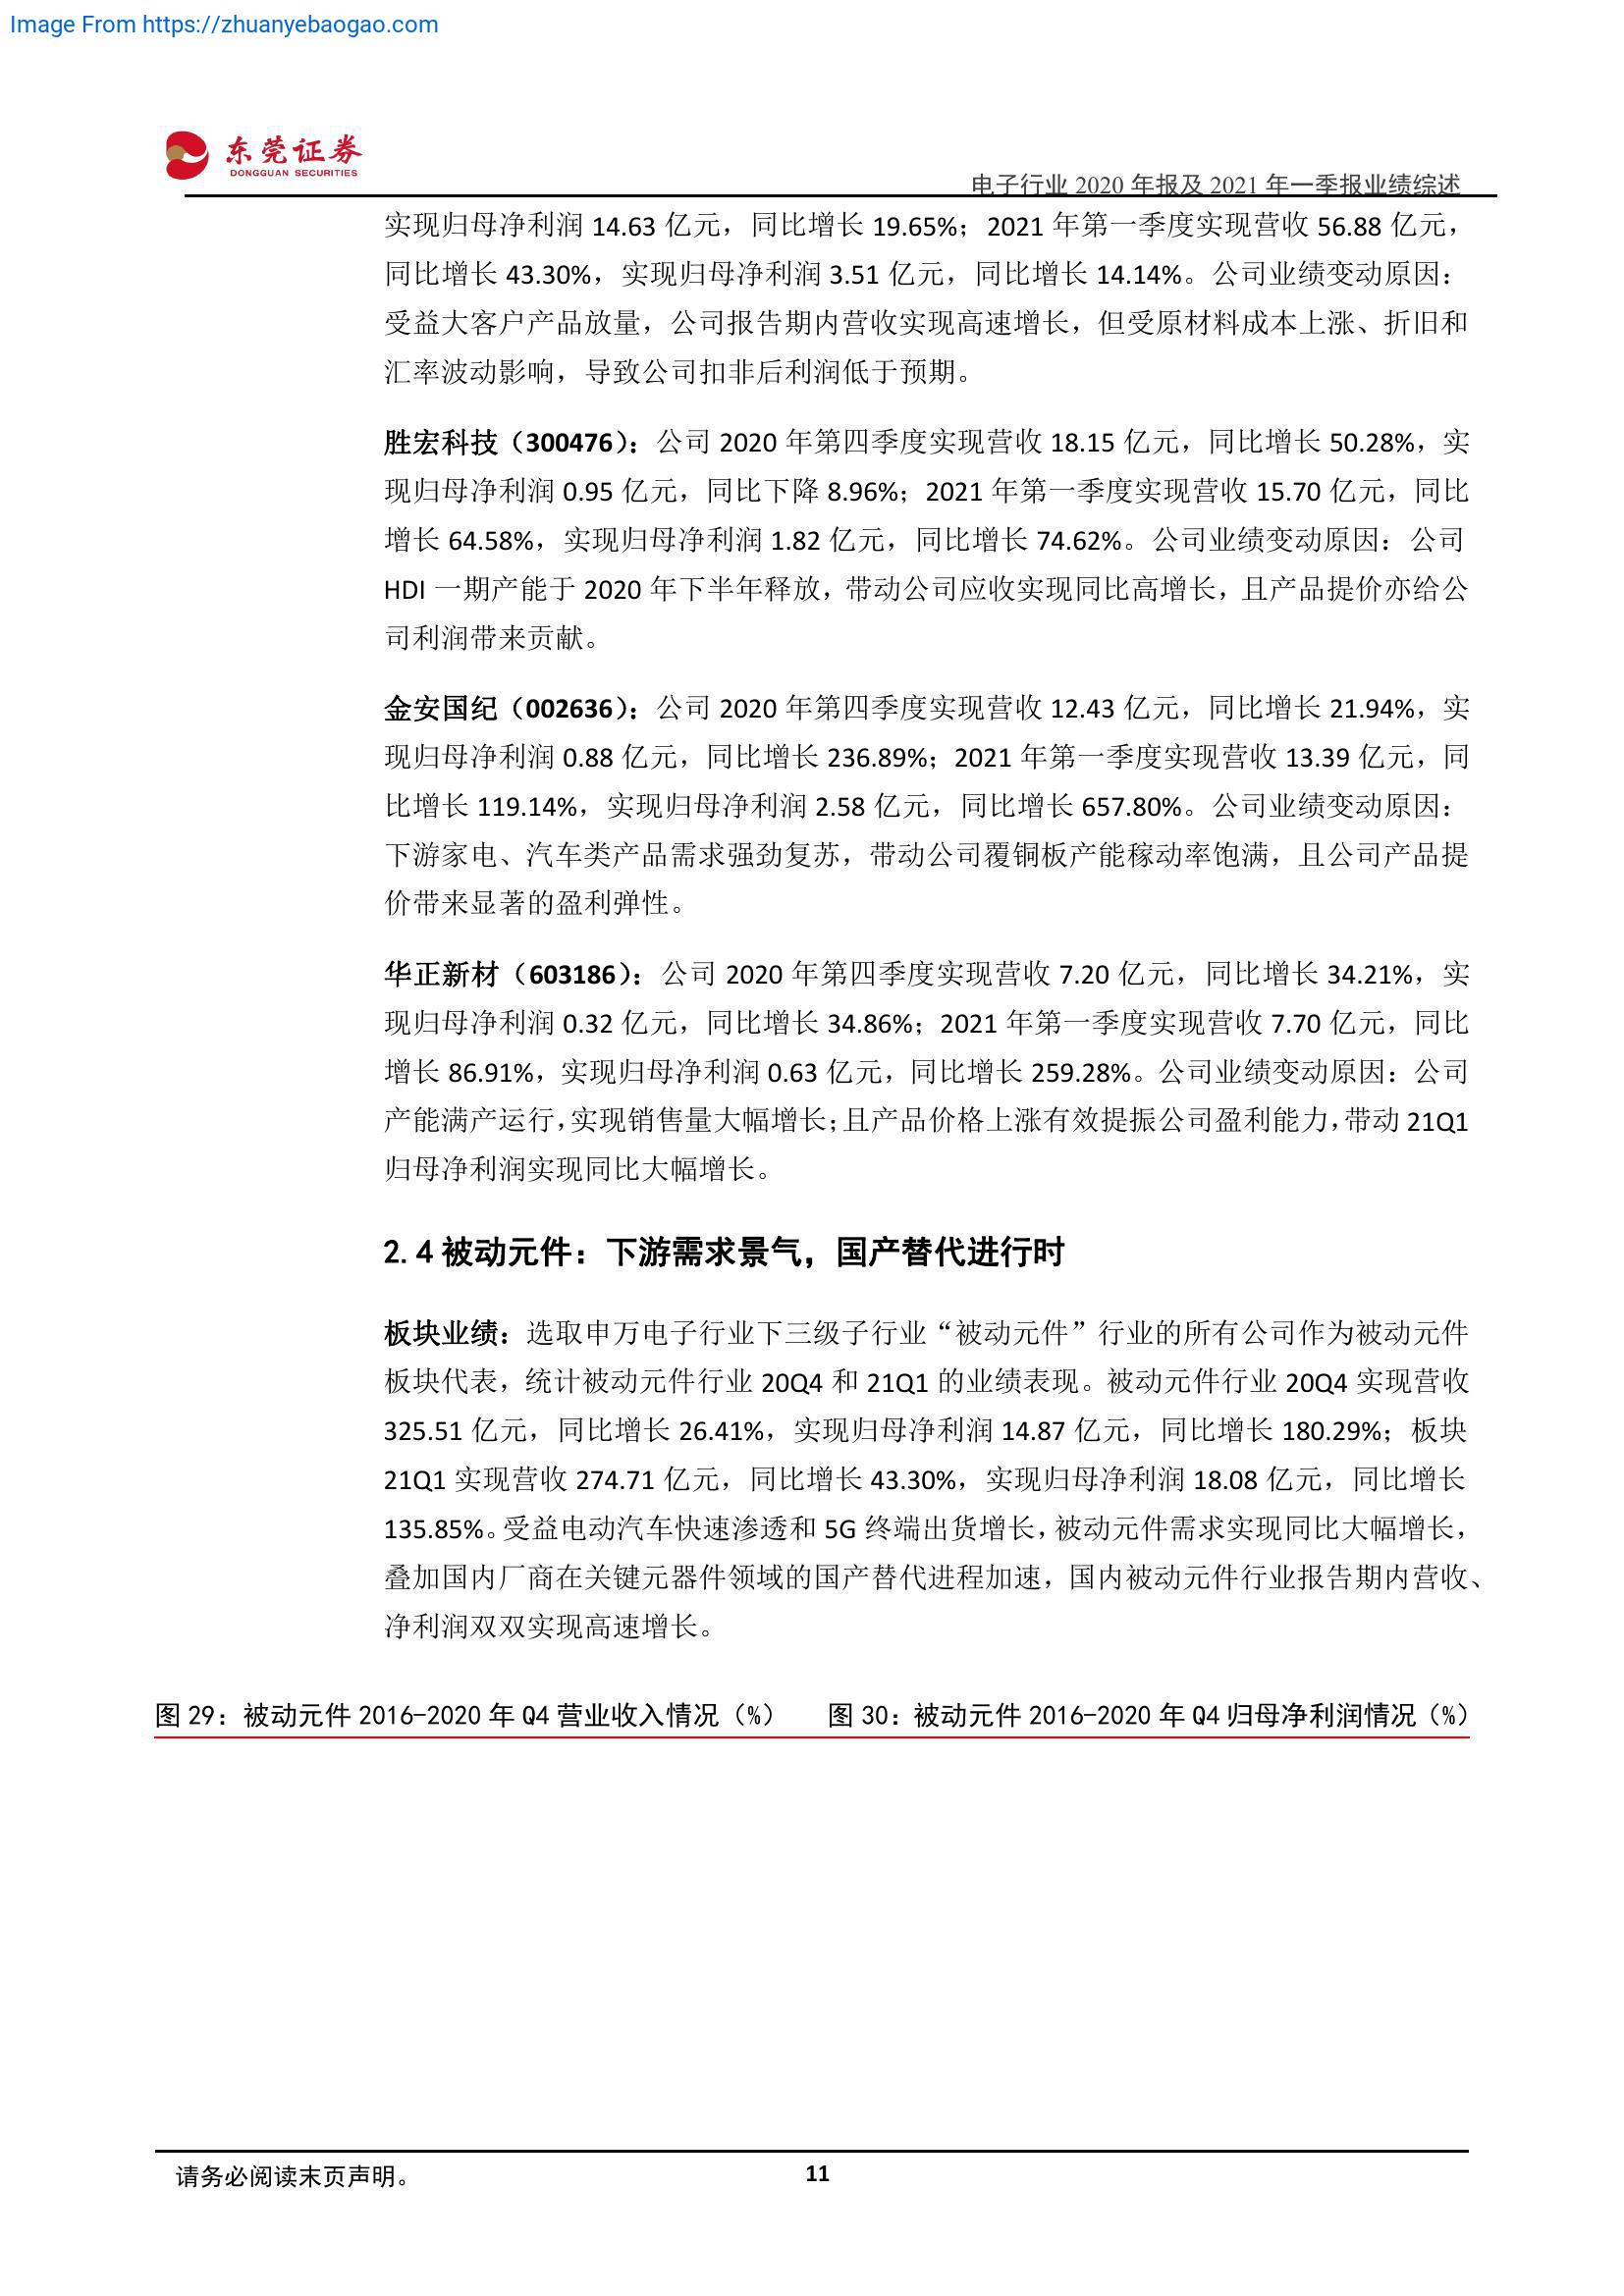 Image From https://zhuanyebaogao.com
东莞证券
DONGGUAN SECURITIES
电子行业 2020 年报及 2021 年一季报业绩综述
实现归母净利润 14.63 亿元，同比增长 19.65%；2021 年第一季度实现营收 56.88 亿元，
同比增长 43.30%，实现归母净利润 3.51 亿元，同比增长 14.14%。公司业绩变动原因：
受益大客户产品放量，公司报告期内营收实现高速增长，但受原材料成本上涨、折旧和
汇率波动影响，导致公司扣非后利润低于预期。
胜宏科技（300476）：公司 2020 年第四季度实现营收 18.15 亿元，同比增长 50.28%，实
现归母净利润 0.95 亿元，同比下降 8.96%；2021 年第一季度实现营收 15.70 亿元，同比
增长 64.58%，实现归母净利润 1.82 亿元，同比增长 74.62%。公司业绩变动原因：公司
HDI 一期产能于 2020 年下半年释放，带动公司应收实现同比高增长，且产品提价亦给公
司利润带来贡献。
金安国纪（002636）：公司 2020 年第四季度实现营收 12.43 亿元，同比增长 21.94%，实
现归母净利润 0.88 亿元，同比增长 236.89%；2021 年第一季度实现营收 13.39 亿元，同
比增长 119.14%，实现归母净利润 2.58 亿元，同比增长 657.80%。公司业绩变动原因：
下游家电、汽车类产品需求强劲复苏，带动公司覆铜板产能稼动率饱满，且公司产品提
价带来显著的盈利弹性。
华正新材（603186）：公司 2020 年第四季度实现营收 7.20 亿元，同比增长 34.21%，实
现归母净利润 0.32 亿元，同比增长 34.86%；2021 年第一季度实现营收 7.70 亿元，同比
增长 86.91%，实现归母净利润 0.63 亿元，同比增长 259.28%。公司业绩变动原因：公司
产能满产运行，实现销售量大幅增长；且产品价格上涨有效提振公司盈利能力，带动 21Q1
归母净利润实现同比大幅增长。
2.4 被动元件：下游需求景气，国产替代进行时
板块业绩：选取申万电子行业下三级子行业“被动元件”行业的所有公司作为被动元件
板块代表，统计被动元件行业 20Q4 和 21Q1 的业绩表现。被动元件行业 20Q4 实现营收
325.51 亿元，同比增长 26.41%，实现归母净利润 14.87 亿元，同比增长 180.29%；板块
21Q1 实现营收 274.71 亿元，同比增长 43.30%，实现归母净利润 18.08 亿元，同比增长
135.85%。受益电动汽车快速渗透和 5G 终端出货增长，被动元件需求实现同比大幅增长，
叠加国内厂商在关键元器件领域的国产替代进程加速，国内被动元件行业报告期内营收、
净利润双双实现高速增长。
图 29：被动元件 2016-2020 年 Q4 营业收入情况（%）
图 30：被动元件 2016-2020 年 Q4 归母净利润情况（%）
请务必阅读末页声明。
11